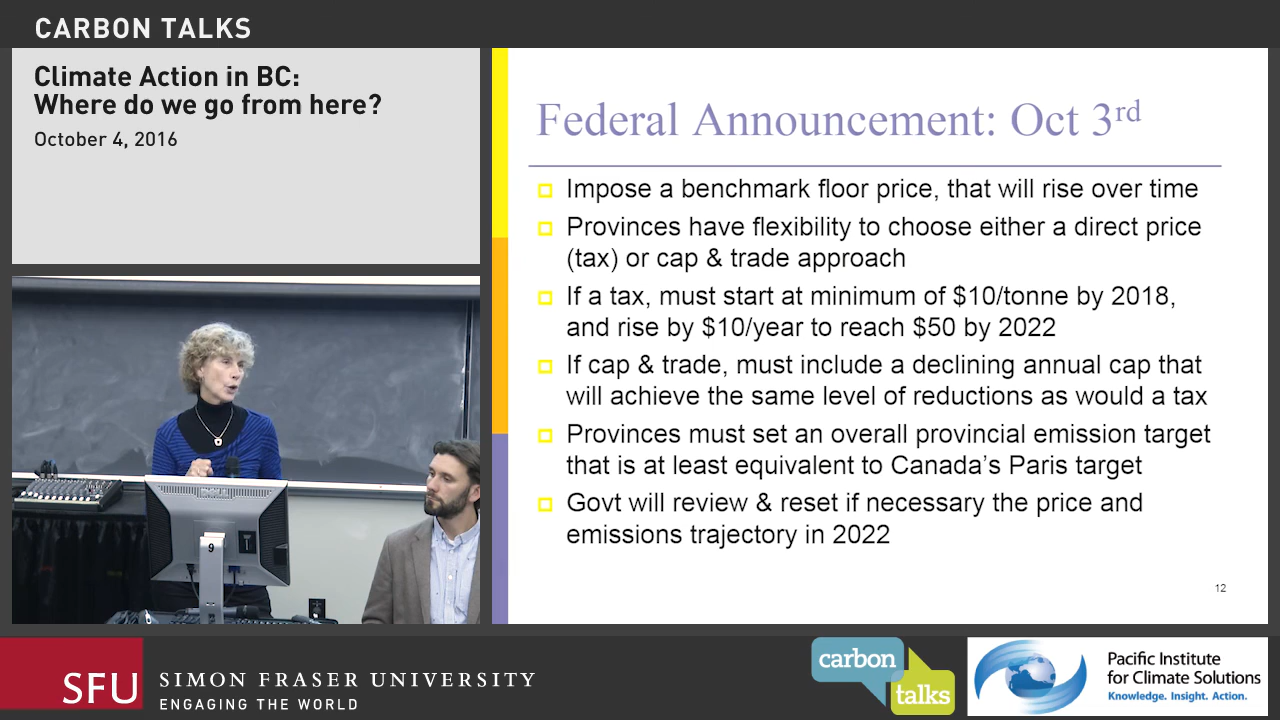 CARBON TALKS
Climate Action in BC:
Where do we go from here?
October 4, 2016
Federal Announcement: Oct 3rd
Impose a benchmark floor price, that will rise over time
Provinces have flexibility to choose either a direct price
(tax) or cap & trade approach
If a tax, must start at minimum of $10/tonne by 2018,
and rise by $10/year to reach $50 by 2022
If cap & trade, must include a declining annual cap that
will achieve the same level of reductions as would a tax
Provinces must set an overall provincial emission target
that is at least equivalent to Canada's Paris target
Govt will review & reset if necessary the price and
emissions trajectory in 2022
12
9
SFU
SIMON FRASER UNIVERSITY
ENGAGING THE WORLD
carbon
talks
Pacific Institute
for Climate Solutions
Knowledge. Insight. Action.